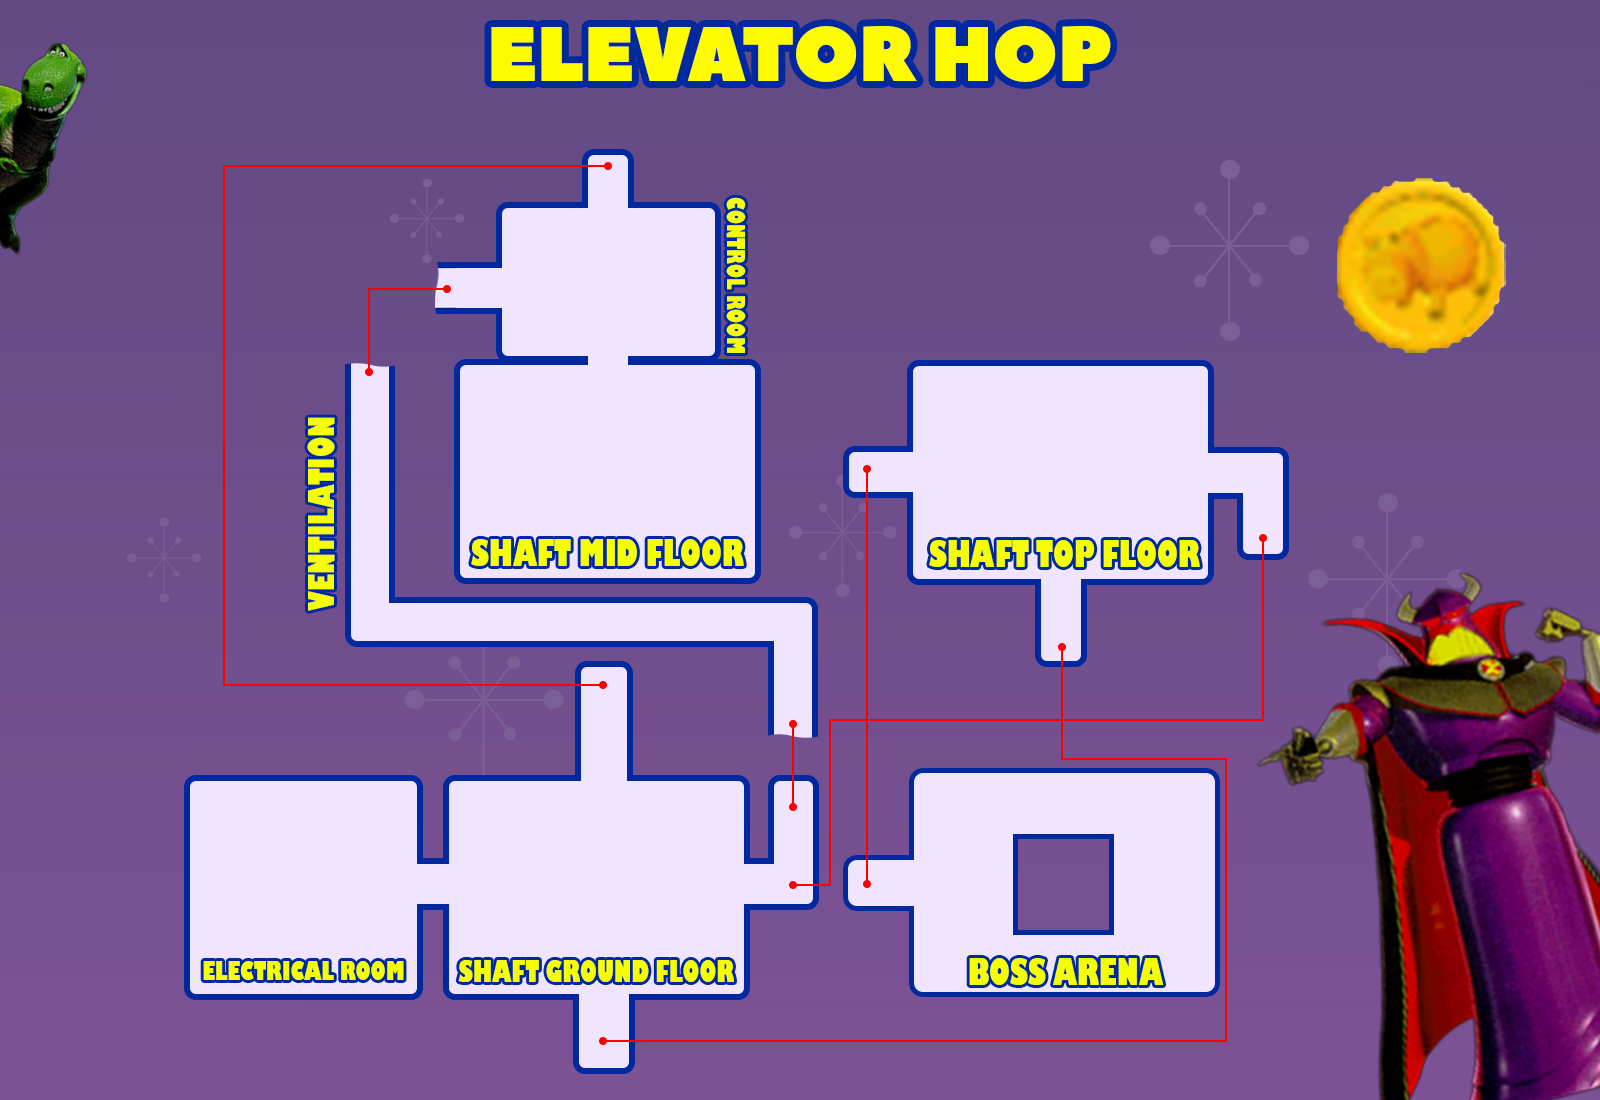 ELEVATOR HOP
CONTROL ROOM
VENTILATION
SHAFT MID FLOOR
SHAFT TOP FLOOR
ELECTRICAL ROOM
SHAFT GROUND FLOOR
BOSS ARENA